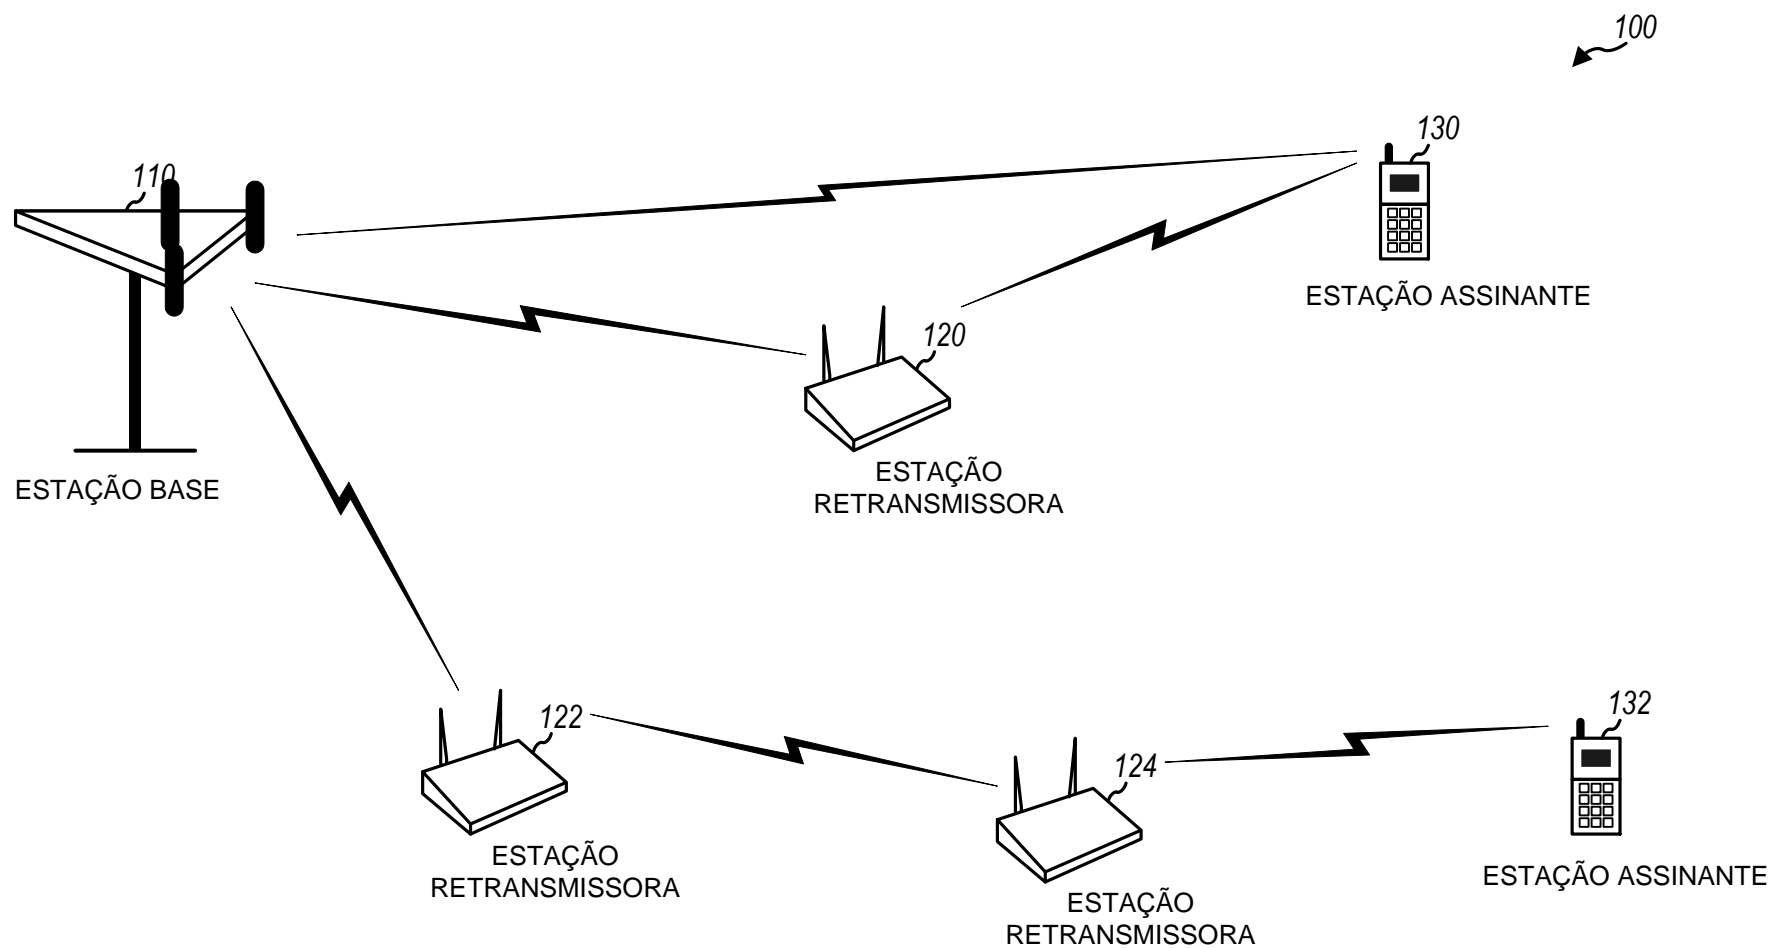 100
130
110
ESTAÇÃO ASSINANTE
120
ESTAÇÃO
RETRANSMISSORA
ESTAÇÃO BASE
122
ESTAÇÃO
RETRANSMISSORA
124
ESTAÇÃO
RETRANSMISSORA
132
ESTAÇÃO ASSINANTE